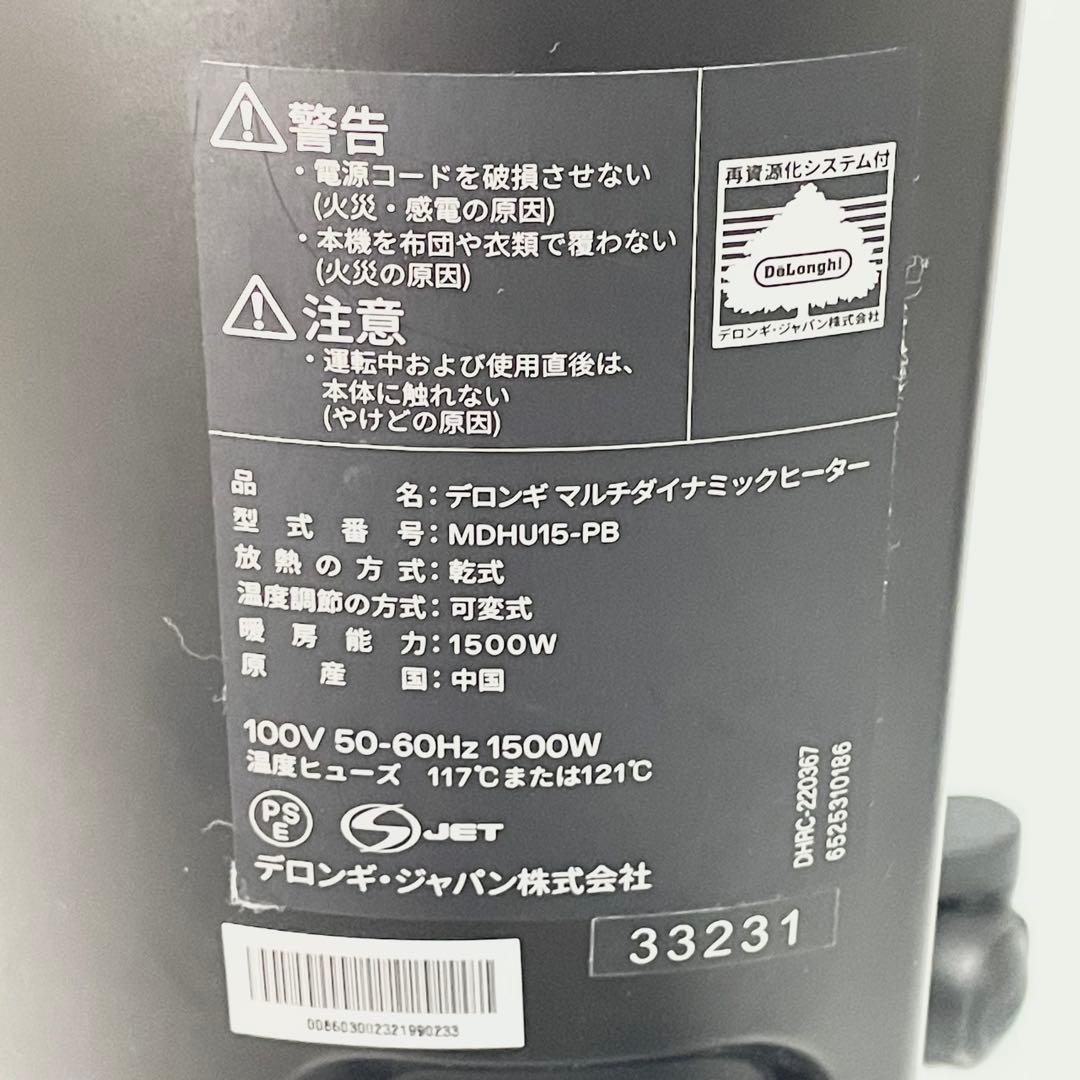 警告
・電源コードを破損させない
(火災・感電の原因)
・本機を布団や衣類で覆わない
(火災の原因)
注意
・運転中および使用直後は、
本体に触れない
(やけどの原因)
再資源化システム付
DeLonghi
デロンギ・ジャパン株式会社
品名:デロンギ マルチダイナミックヒーター
型式番号:MDHU15-PB
放熱の方式:乾式
温度調節の方式:可変式
暖房能力:1500W
原産国:中国
100V 50-60Hz 1500W
温度ヒューズ 117℃または121℃
PSE
JET
デロンギ・ジャパン株式会社
DHRC-220367
6525310186
33231
008603002321990233